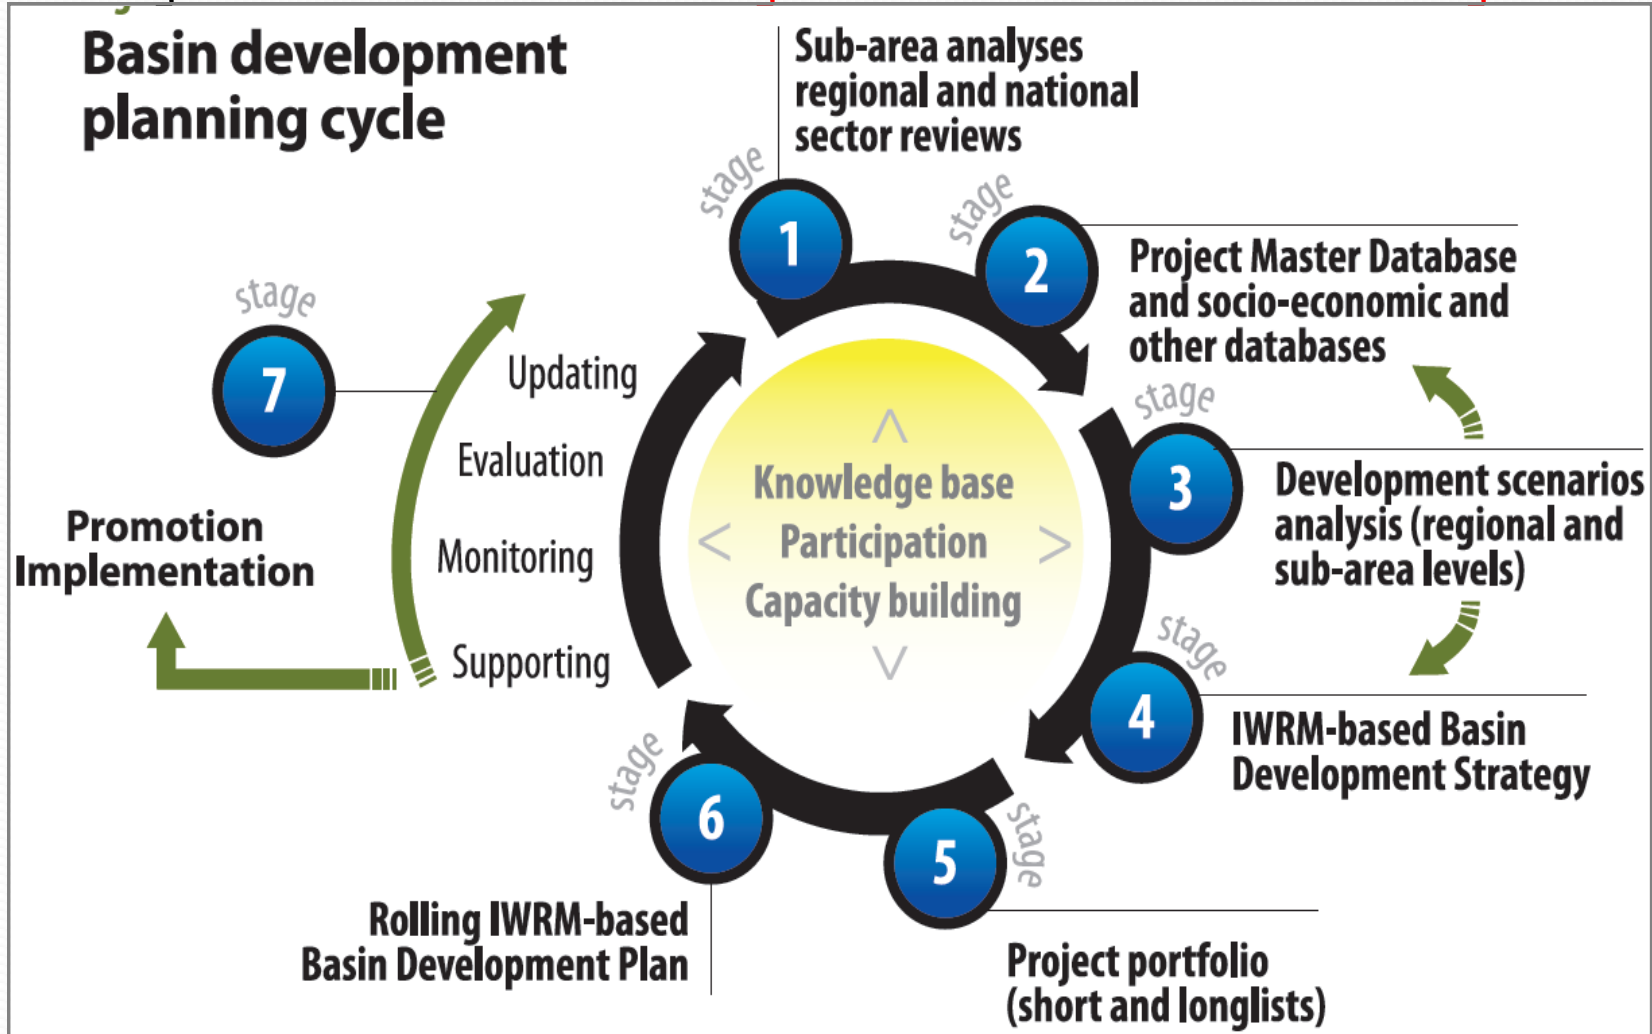 Basin development
planning cycle
stage
1
Sub-area analyses
regional and national
sector reviews
stage
2
Project Master Database
and socio-economic and
other databases
stage
3
Development scenarios
analysis (regional and
sub-area levels)
stage
4
IWRM-based Basin
Development Strategy
stage
5
Project portfolio
(short and longlists)
stage
6
Rolling IWRM-based
Basin Development Plan
stage
7
Updating
Evaluation
Monitoring
Supporting
Promotion
Implementation
Knowledge base
Participation
Capacity building